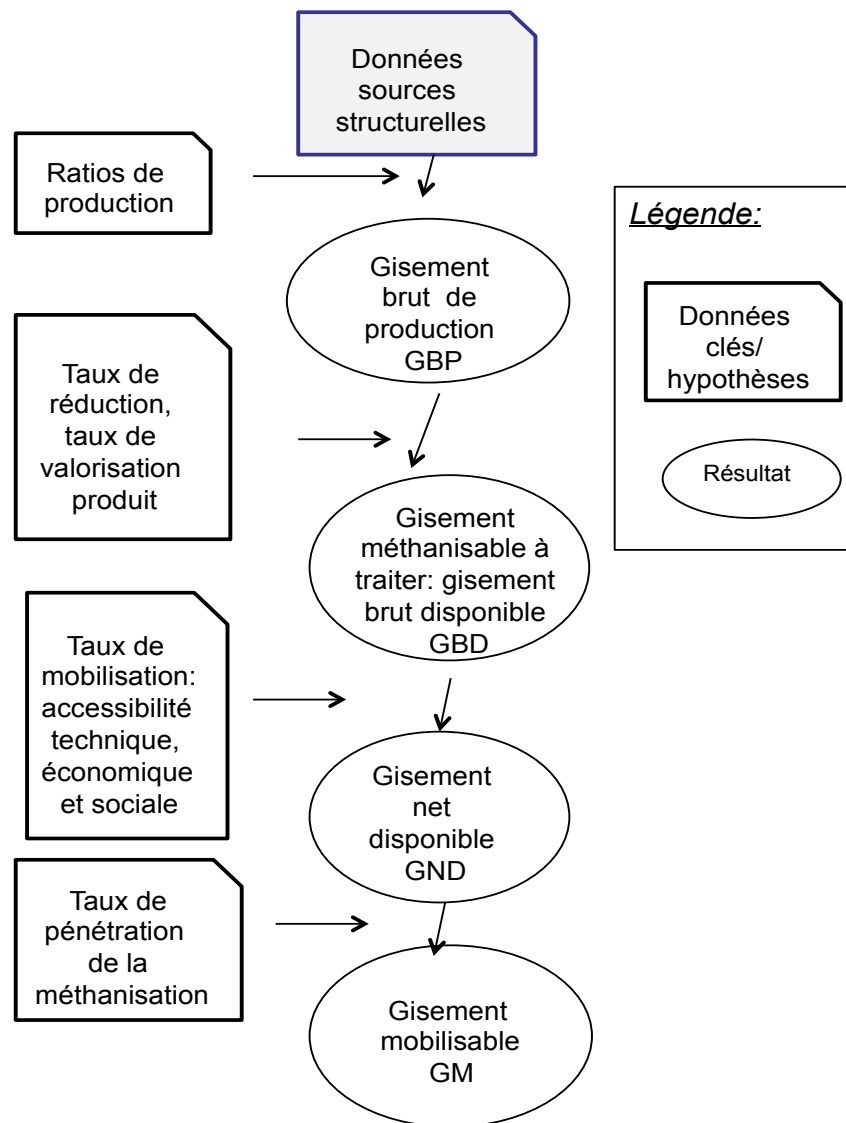 Données
sources
structurelles
Ratios de
production
Gisement
brut de
production
GBP
Taux de
réduction,
taux de
valorisation
produit
Gisement
méthanisable à
traiter: gisement
brut disponible
GBD
Taux de
mobilisation:
accessibilité
technique,
économique
et sociale
Gisement
net
disponible
GND
Taux de
pénétration
de la
méthanisation
Gisement
mobilisable
GM
Légende:
Données
clés/
hypothèses
Résultat